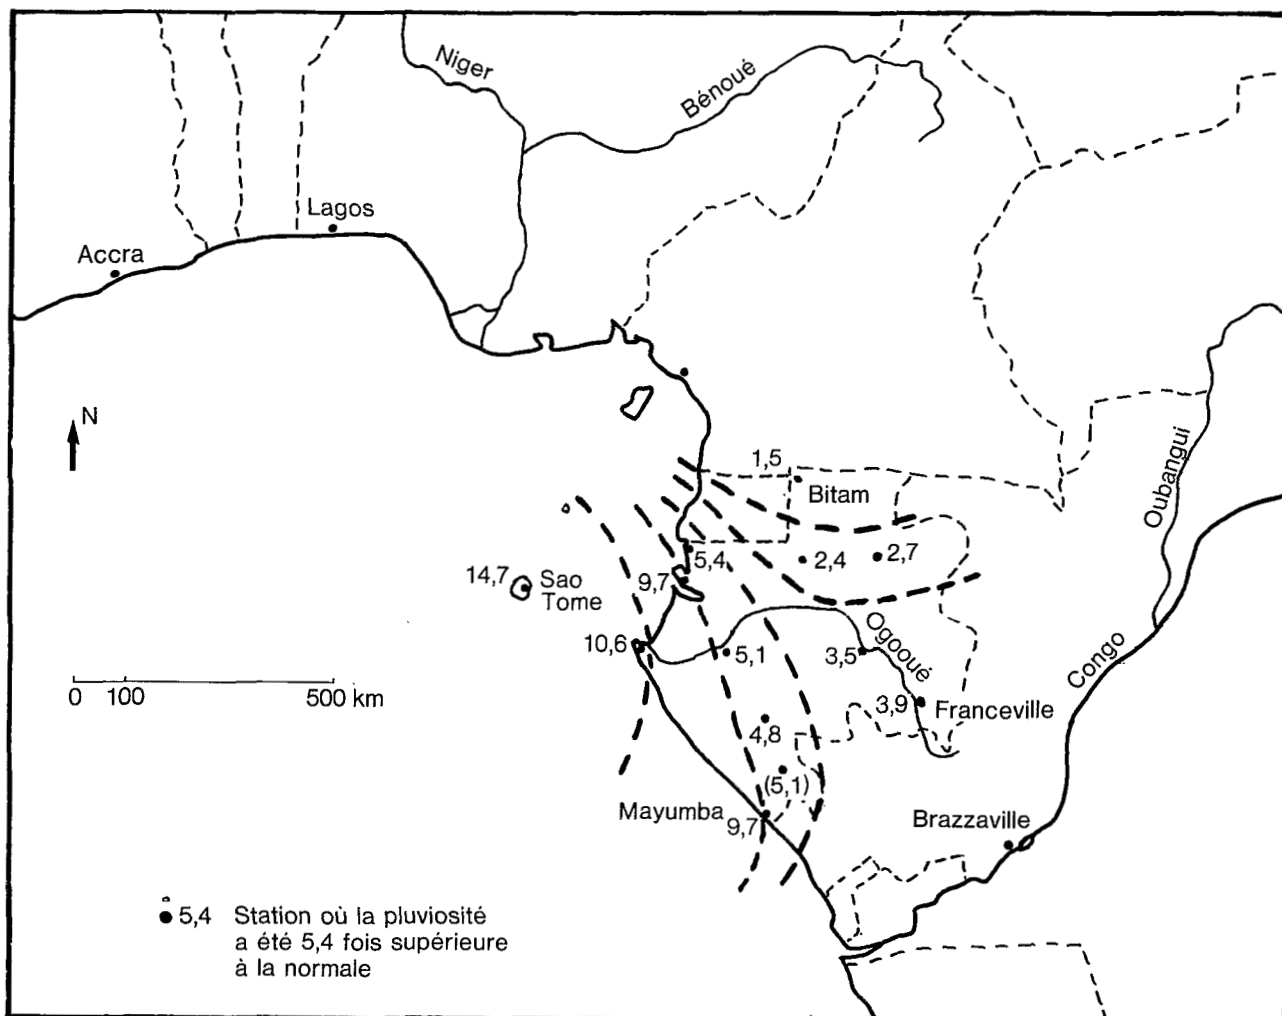 Niger
Bénoué
Lagos
Accra
N
1,5
Bitam
Oubangui
5,4
2,4
2,7
14,7
Sao
Tome
9,7
10,6
5,1
3,5
Ogooué
Congo
0 100 500 km
3,9
Franceville
4,8
(5,1)
Mayumba
9,7
Brazzaville
5,4 Station où la pluviosité
a été 5,4 fois supérieure
à la normale